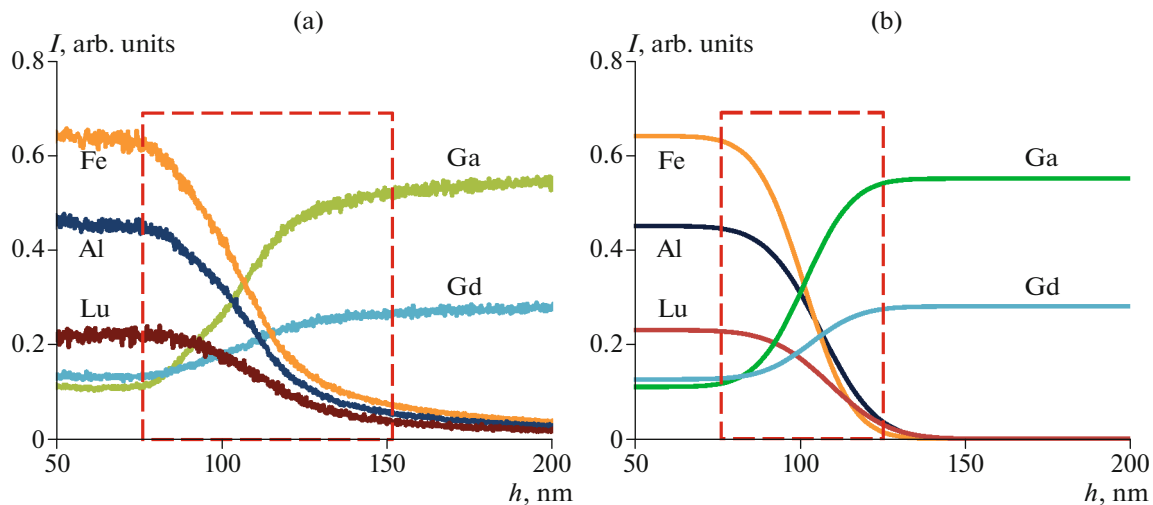 (a)
I, arb. units
0.8
0.6
0.4
0.2
0
Fe
Al
Lu
Ga
Gd
50
100
150
200
h, nm
(b)
I, arb. units
0.8
0.6
0.4
0.2
0
Fe
Al
Lu
Ga
Gd
50
100
150
200
h, nm